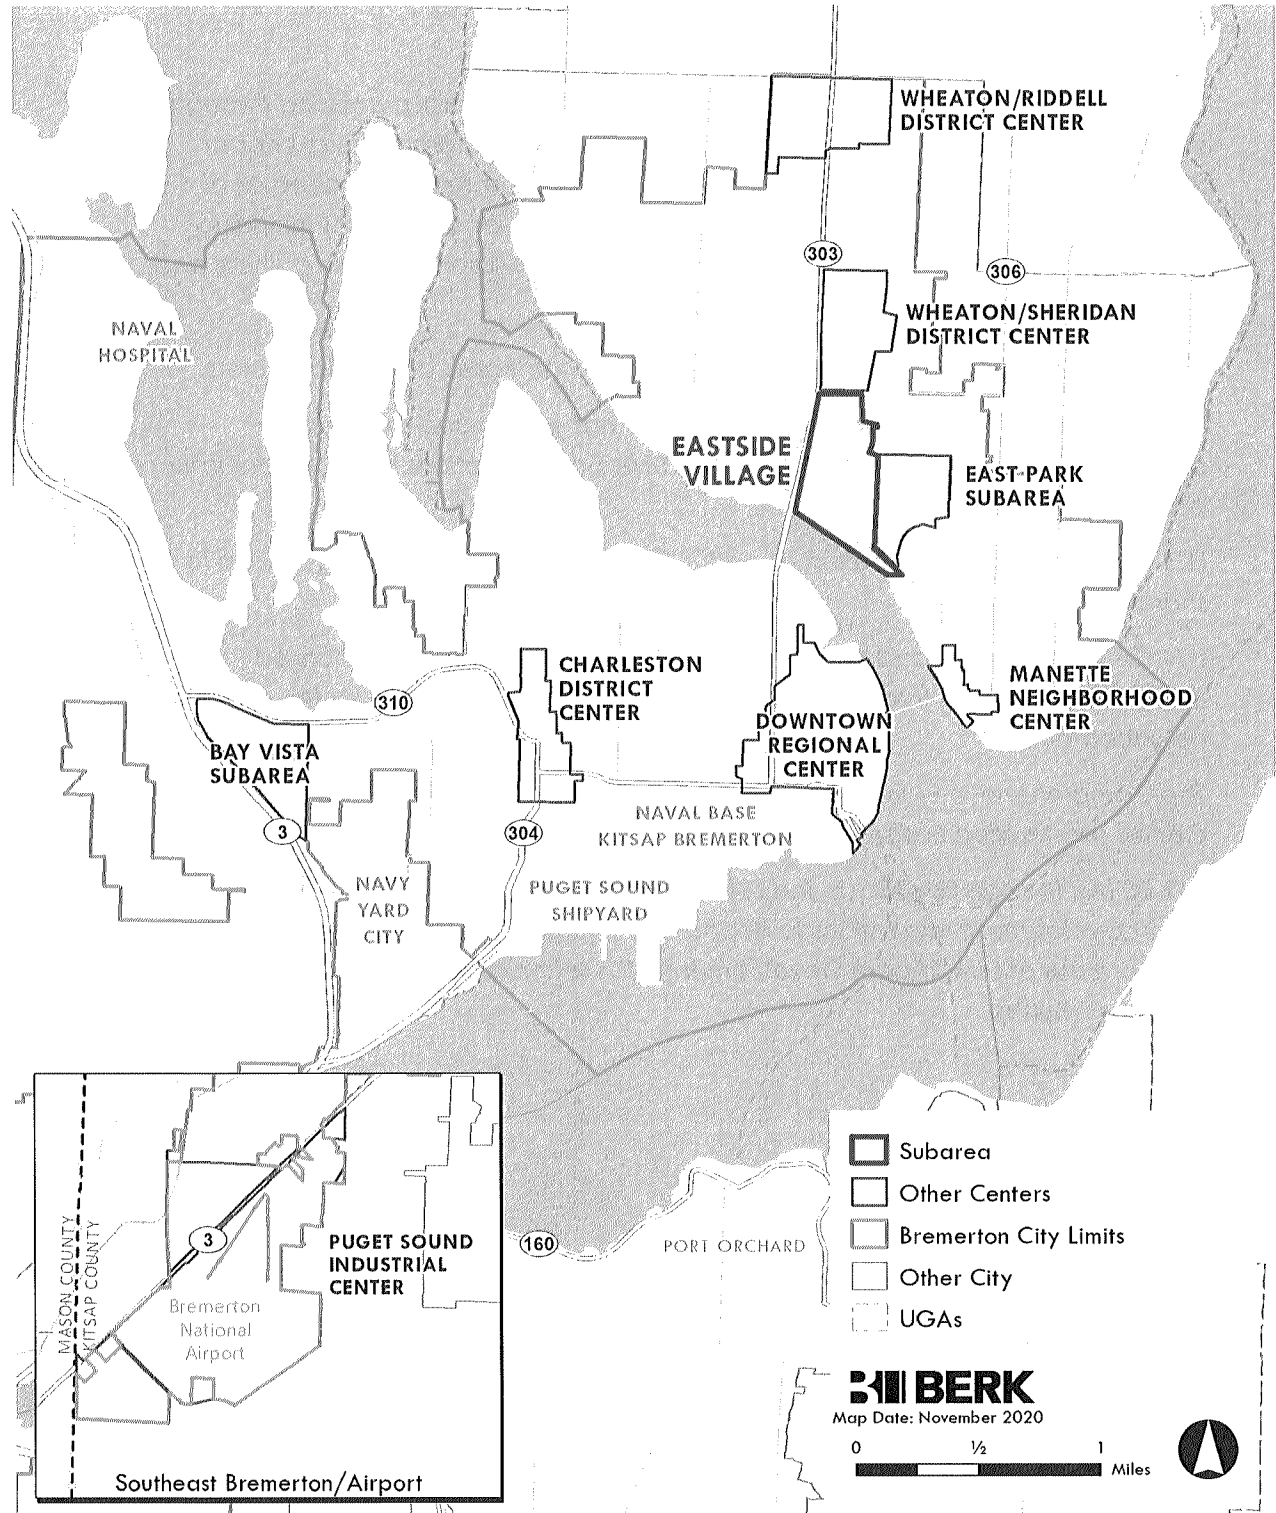 WHEATON/RIDDELL
DISTRICT CENTER
303
306
WHEATON/SHERIDAN
DISTRICT CENTER
NAVAL
HOSPITAL
EASTSIDE
VILLAGE
EAST PARK
SUBAREA
CHARLESTON
DISTRICT
CENTER
310
MANETTE
NEIGHBORHOOD
CENTER
DOWNTOWN
REGIONAL
CENTER
BAY VISTA
SUBAREA
3
304
NAVAL BASE
KITSAP BREMERTON
NAVY
YARD
CITY
PUGET SOUND
SHIPYARD
Subarea
Other Centers
Bremerton City Limits
Other City
UGAs
160
PORT ORCHARD
MASON COUNTY
KITSAP COUNTY
3
PUGET SOUND
INDUSTRIAL
CENTER
Bremerton
National
Airport
Southeast Bremerton/Airport
BERK
Map Date: November 2020
0 ½ 1
Miles